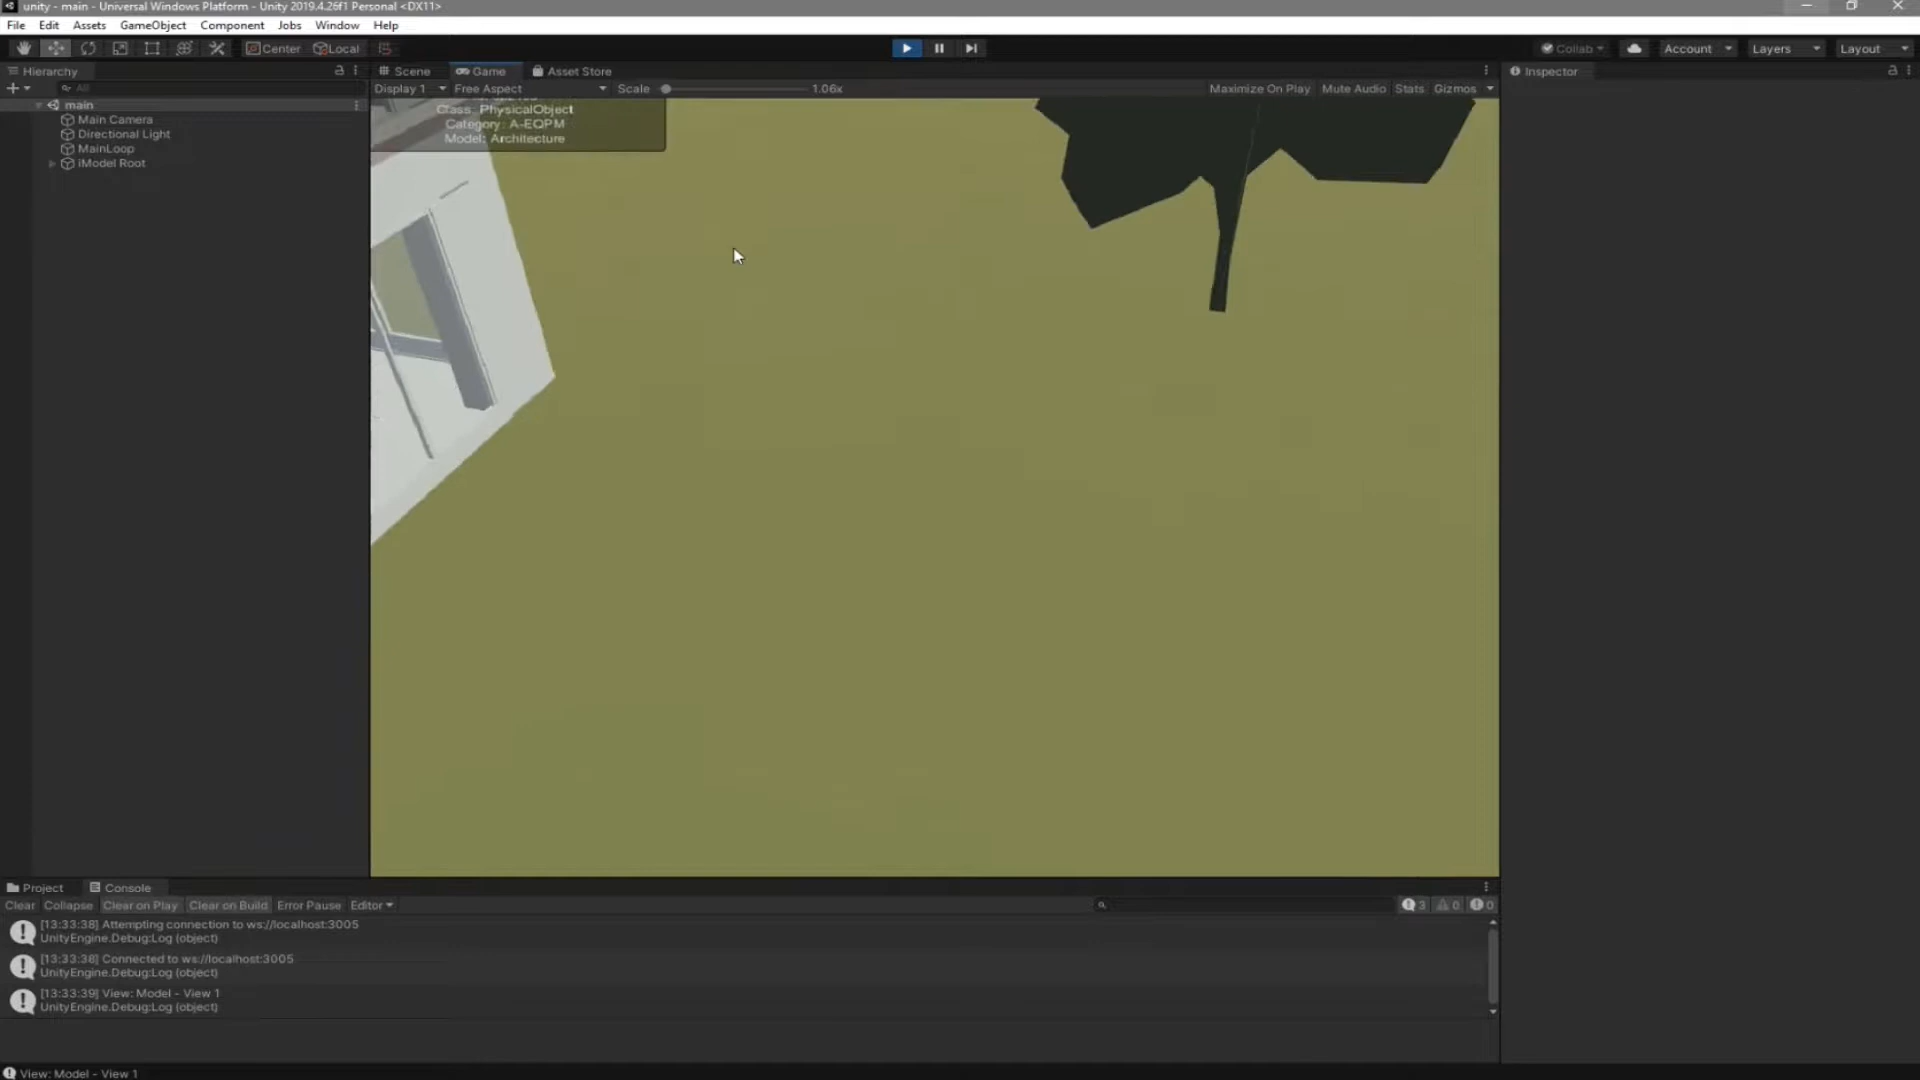 unity - main - Universal Windows Platform - Unity 2019.4.26f1 Personal <DX11>
File Edit Assets GameObject Component Jobs Window Help
Center Local Collab Account Layers Layout
Hierarchy Scene Game Asset Store Inspector
All Display 1 Free Aspect Scale 1.06x Maximize On Play Mute Audio Stats Gizmos
main
Main Camera
Directional Light
MainLoop
iModel Root
Class: PhysicalObject
Category: A-EQPM
Model: Architecture
Project Console
Clear Collapse Clear on Play Clear on Build Error Pause Editor 3 0 0
[13:33:38] Attempting connection to ws://localhost:3005
UnityEngine.Debug:Log (object)
[13:33:38] Connected to ws://localhost:3005
UnityEngine.Debug:Log (object)
[13:33:39] View: Model - View 1
UnityEngine.Debug:Log (object)
View: Model - View 1